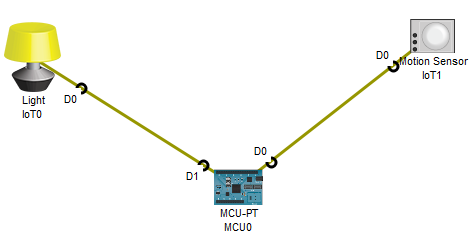 D0
Motion Sensor
IoT1
D0
Light
IoT0
D0
D1
MCU-PT
MCU0